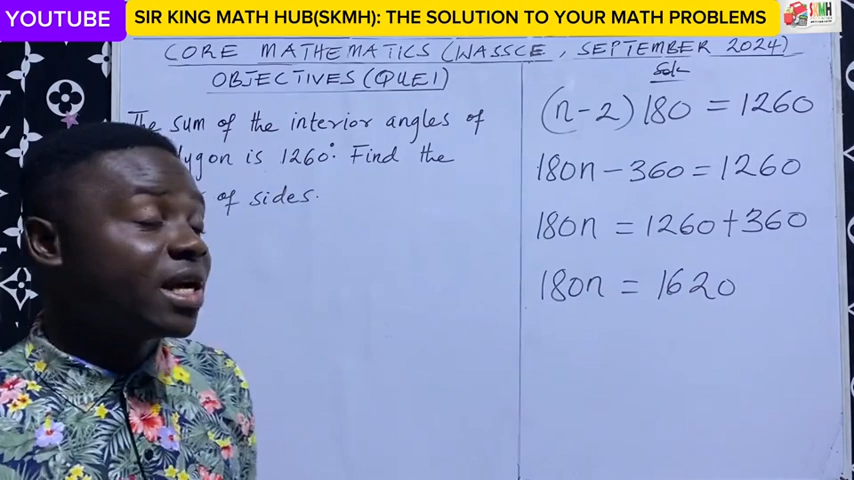 YOUTUBE
SIR KING MATH HUB(SKMH): THE SOLUTION TO YOUR MATH PROBLEMS
SKMH
CORE MATHEMATICS (WASSCE, SEPTEMBER 2024)
OBJECTIVES (QUE1)
The sum of the interior angles of
lygon is 1260°. Find the
of sides.
Soln
(n-2)180 = 1260
180n - 360 = 1260
180n = 1260 + 360
180n = 1620